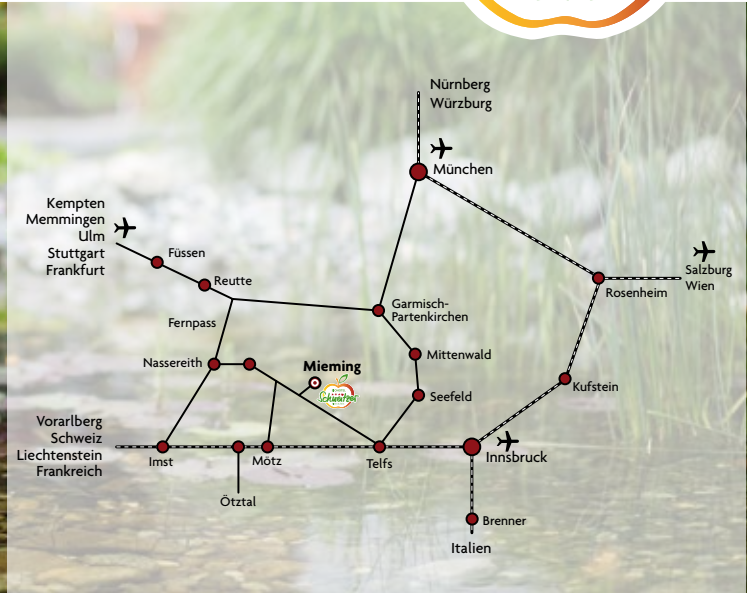 Nürnberg
Würzburg
München
Kempten
Memmingen
Ulm
Stuttgart
Frankfurt
Füssen
Reutte
Salzburg
Wien
Rosenheim
Garmisch-
Partenkirchen
Fernpass
Mittenwald
Nassereith
Mieming
Schwarzer
Kufstein
Seefeld
Vorarlberg
Schweiz
Liechtenstein
Frankreich
Imst
Mötz
Telfs
Innsbruck
Ötztal
Brenner
Italien